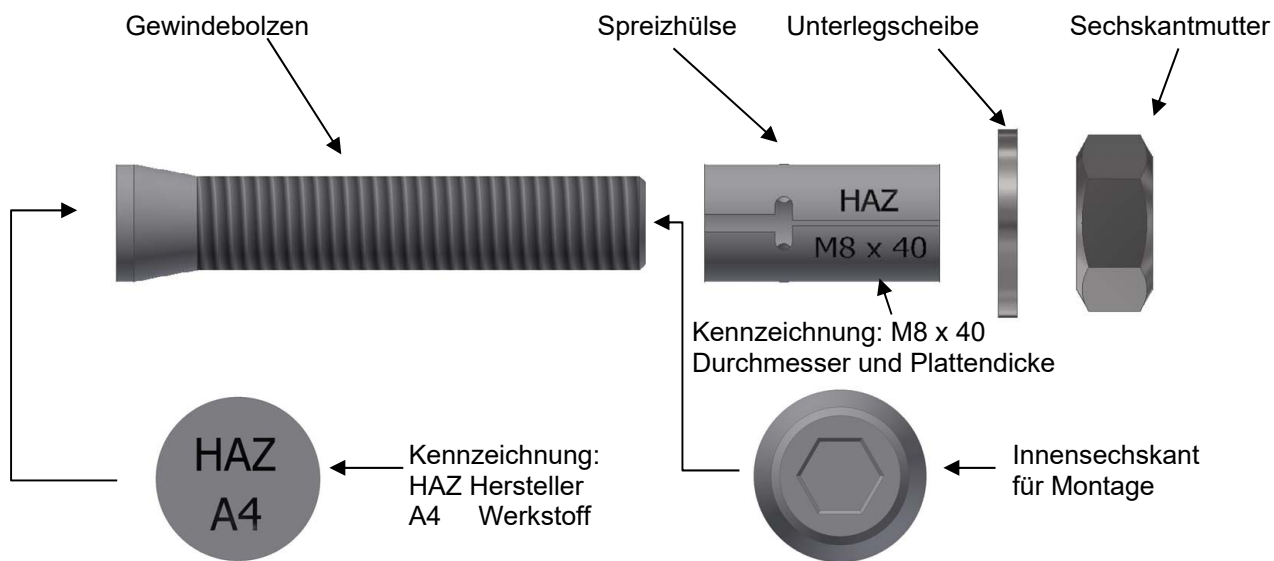 Gewindebolzen
Spreizhülse
Unterlegscheibe
Sechskantmutter
HAZ
M8 x 40
Kennzeichnung: M8 x 40
Durchmesser und Plattendicke
HAZ
A4
Kennzeichnung:
HAZ Hersteller
A4 Werkstoff
Innensechskant
für Montage